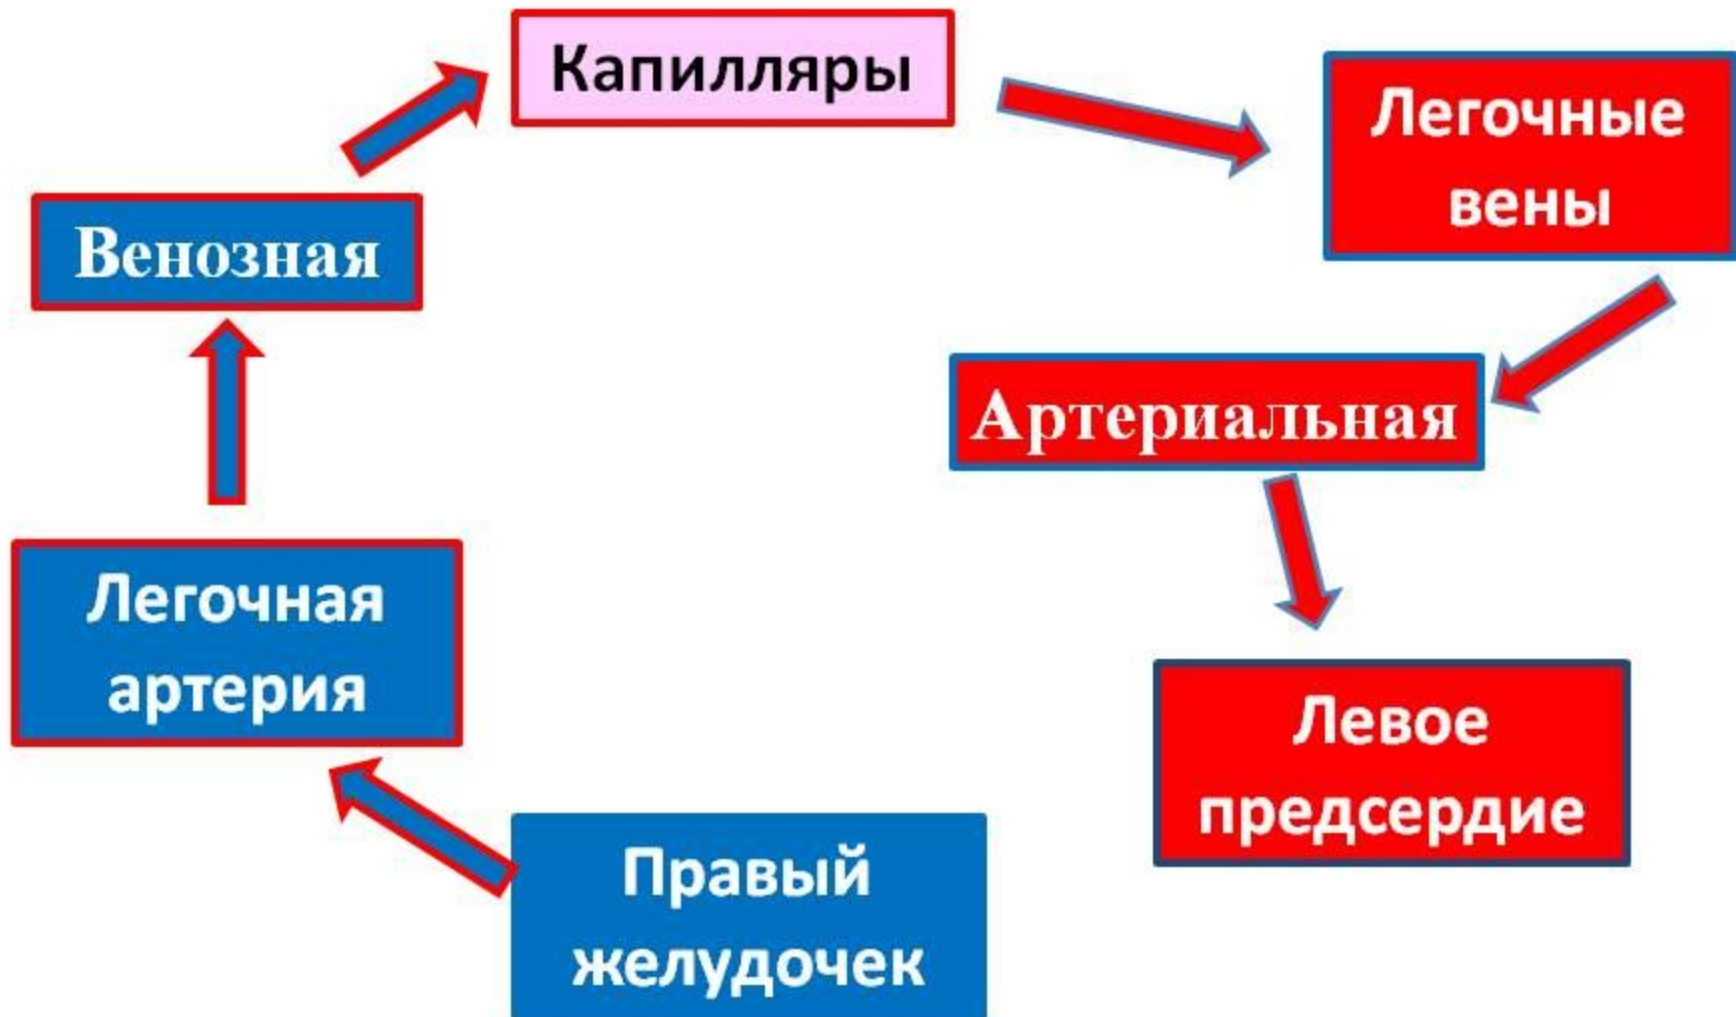 Капилляры
Легочные
вены
Венозная
Артериальная
Легочная
артерия
Левое
предсердие
Правый
желудочек